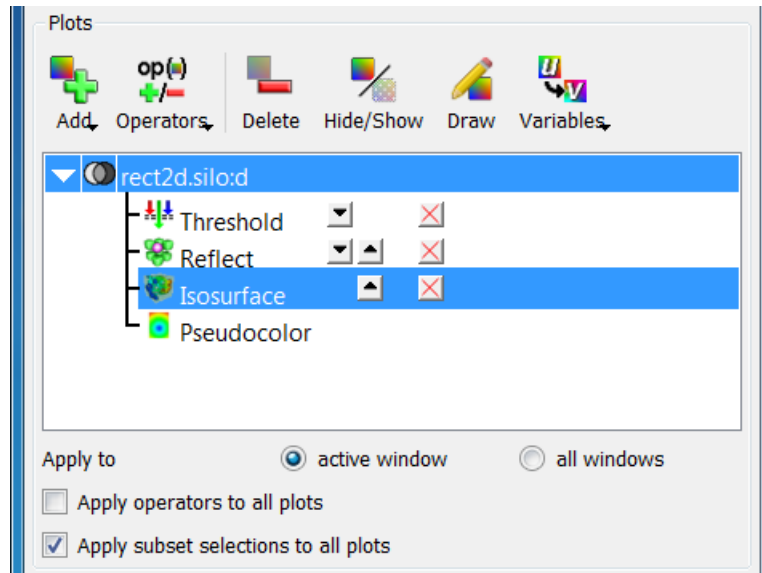 Plots
op(=)
+/-
U
V
Add Operators Delete Hide/Show Draw Variables
rect2d.silo:d
Threshold
Reflect
Isosurface
Pseudocolor
Apply to active window all windows
Apply operators to all plots
Apply subset selections to all plots